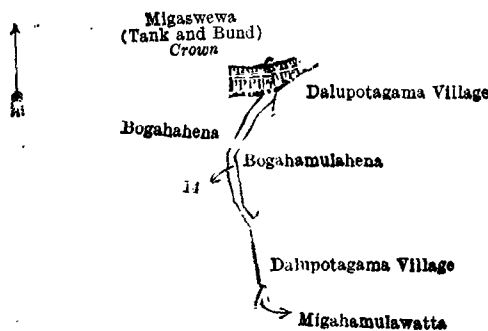 Migaswewa
(Tank and Bund)
Crown
Dalupotagama Village
Bogahahena
Bogahamulahena
14
Dalupotagama Village
Migahamulawatta